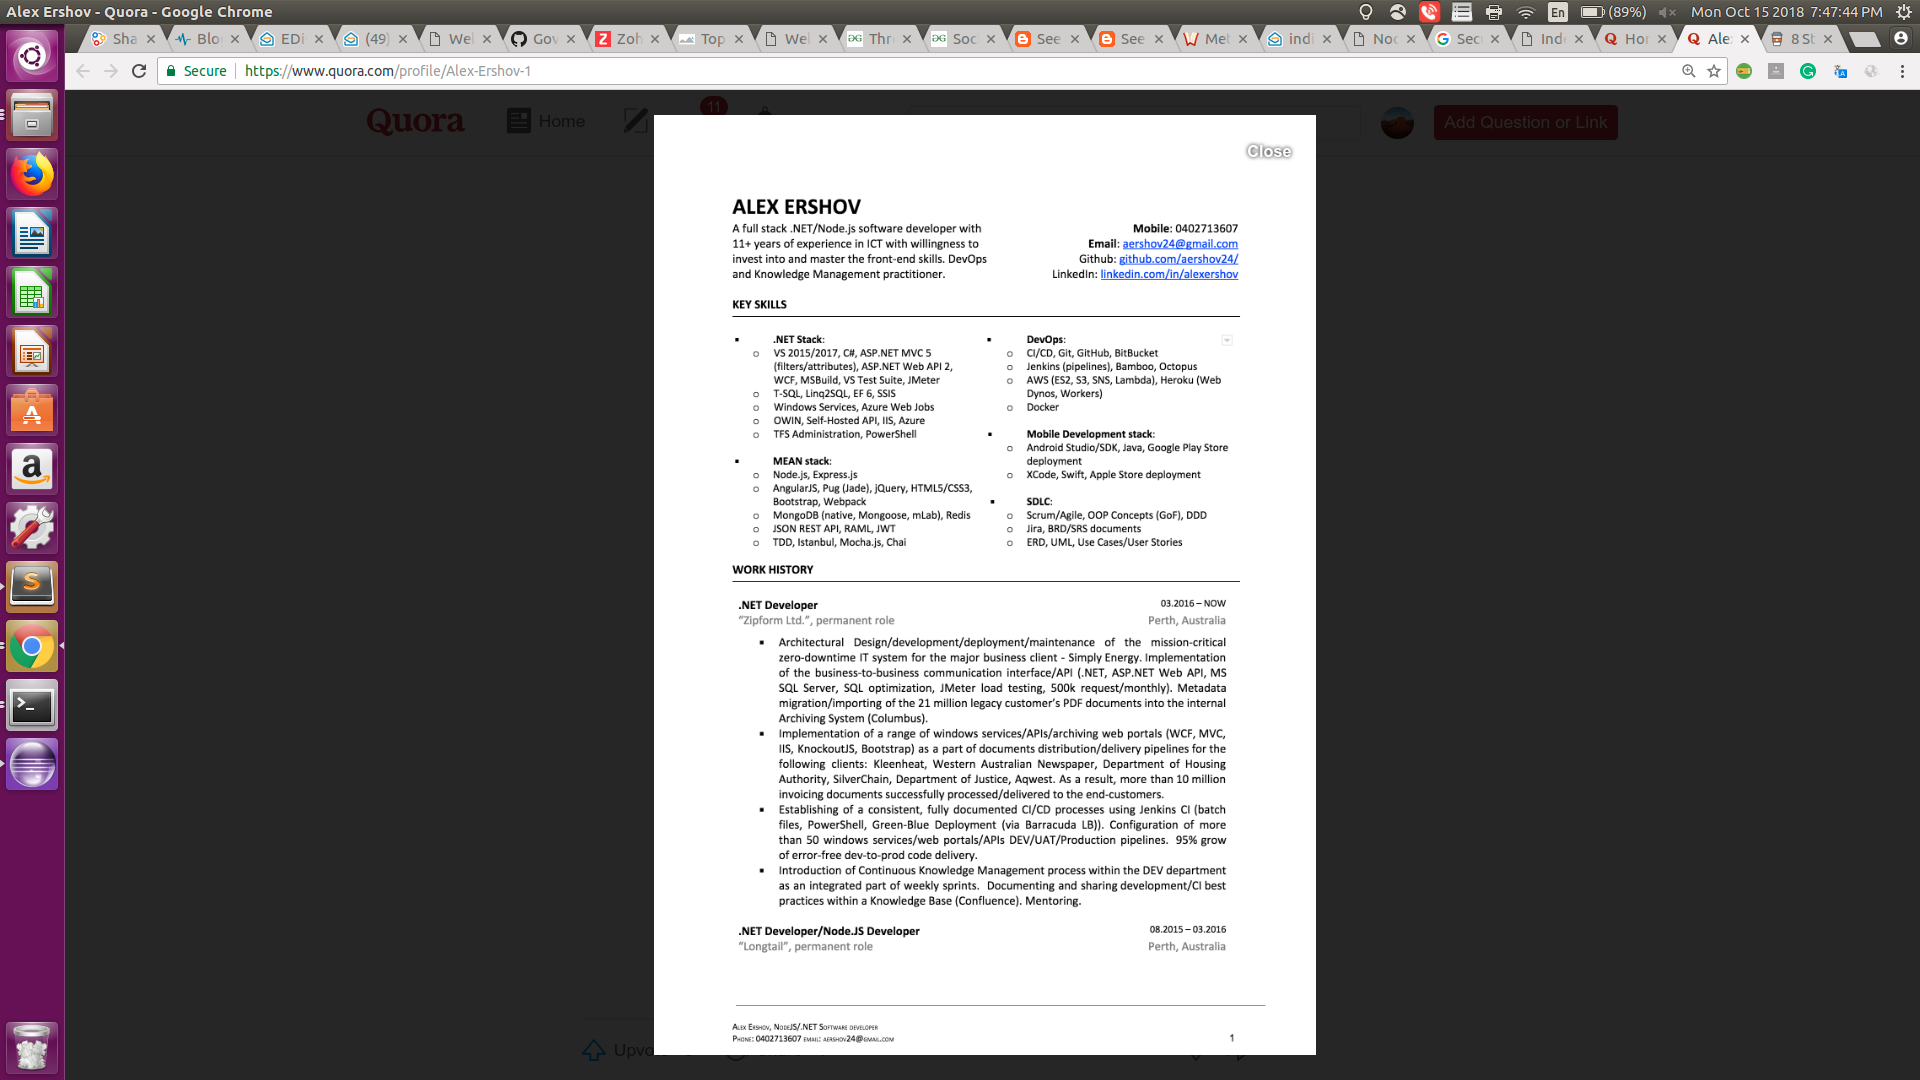 Alex Ershov - Quora - Google Chrome
En
(89%)
Mon Oct 15 2018 7:47:44 PM
Sha
Blo
EDi
(49)
Wel
Gov
Zoh
Top
Wel
Thr
Soc
See
See
Met
indi
Noc
Sec
Ind
Hor
Ale
8 St
Secure
https://www.quora.com/profile/Alex-Ershov-1
Quora
Home
11
Add Question or Link
Close
ALEX ERSHOV
A full stack .NET/Node.js software developer with
11+ years of experience in ICT with willingness to
invest into and master the front-end skills. DevOps
and Knowledge Management practitioner.
Mobile: 0402713607
Email: aershov24@gmail.com
Github: github.com/aershov24/
LinkedIn: linkedin.com/in/alexershov
KEY SKILLS
▪ .NET Stack:
o VS 2015/2017, C#, ASP.NET MVC 5
(filters/attributes), ASP.NET Web API 2,
WCF, MSBuild, VS Test Suite, JMeter
o T-SQL, Linq2SQL, EF 6, SSIS
o Windows Services, Azure Web Jobs
o OWIN, Self-Hosted API, IIS, Azure
o TFS Administration, PowerShell
▪ MEAN stack:
o Node.js, Express.js
o AngularJS, Pug (Jade), jQuery, HTML5/CSS3,
Bootstrap, Webpack
o MongoDB (native, Mongoose, mLab), Redis
o JSON REST API, RAML, JWT
o TDD, Istanbul, Mocha.js, Chai
▪ DevOps:
o CI/CD, Git, GitHub, BitBucket
o Jenkins (pipelines), Bamboo, Octopus
o AWS (ES2, S3, SNS, Lambda), Heroku (Web
Dynos, Workers)
o Docker
▪ Mobile Development stack:
o Android Studio/SDK, Java, Google Play Store
deployment
o XCode, Swift, Apple Store deployment
▪ SDLC:
o Scrum/Agile, OOP Concepts (GoF), DDD
o Jira, BRD/SRS documents
o ERD, UML, Use Cases/User Stories
WORK HISTORY
.NET Developer
03.2016 – NOW
"Zipform Ltd.", permanent role
Perth, Australia
▪ Architectural Design/development/deployment/maintenance of the mission-critical
zero-downtime IT system for the major business client - Simply Energy. Implementation
of the business-to-business communication interface/API (.NET, ASP.NET Web API, MS
SQL Server, SQL optimization, JMeter load testing, 500k request/monthly). Metadata
migration/importing of the 21 million legacy customer's PDF documents into the internal
Archiving System (Columbus).
▪ Implementation of a range of windows services/APIs/archiving web portals (WCF, MVC,
IIS, KnockoutJS, Bootstrap) as a part of documents distribution/delivery pipelines for the
following clients: Kleenheat, Western Australian Newspaper, Department of Housing
Authority, SilverChain, Department of Justice, Aqwest. As a result, more than 10 million
invoicing documents successfully processed/delivered to the end-customers.
▪ Establishing of a consistent, fully documented CI/CD processes using Jenkins CI (batch
files, PowerShell, Green-Blue Deployment (via Barracuda LB)). Configuration of more
than 50 windows services/web portals/APIs DEV/UAT/Production pipelines. 95% grow
of error-free dev-to-prod code delivery.
▪ Introduction of Continuous Knowledge Management process within the DEV department
as an integrated part of weekly sprints. Documenting and sharing development/CI best
practices within a Knowledge Base (Confluence). Mentoring.
.NET Developer/Node.JS Developer
08.2015 – 03.2016
"Longtail", permanent role
Perth, Australia
Alex Ershov, NodeJS/.NET Software developer
Phone: 0402713607 email: aershov24@gmail.com
1
Upvo